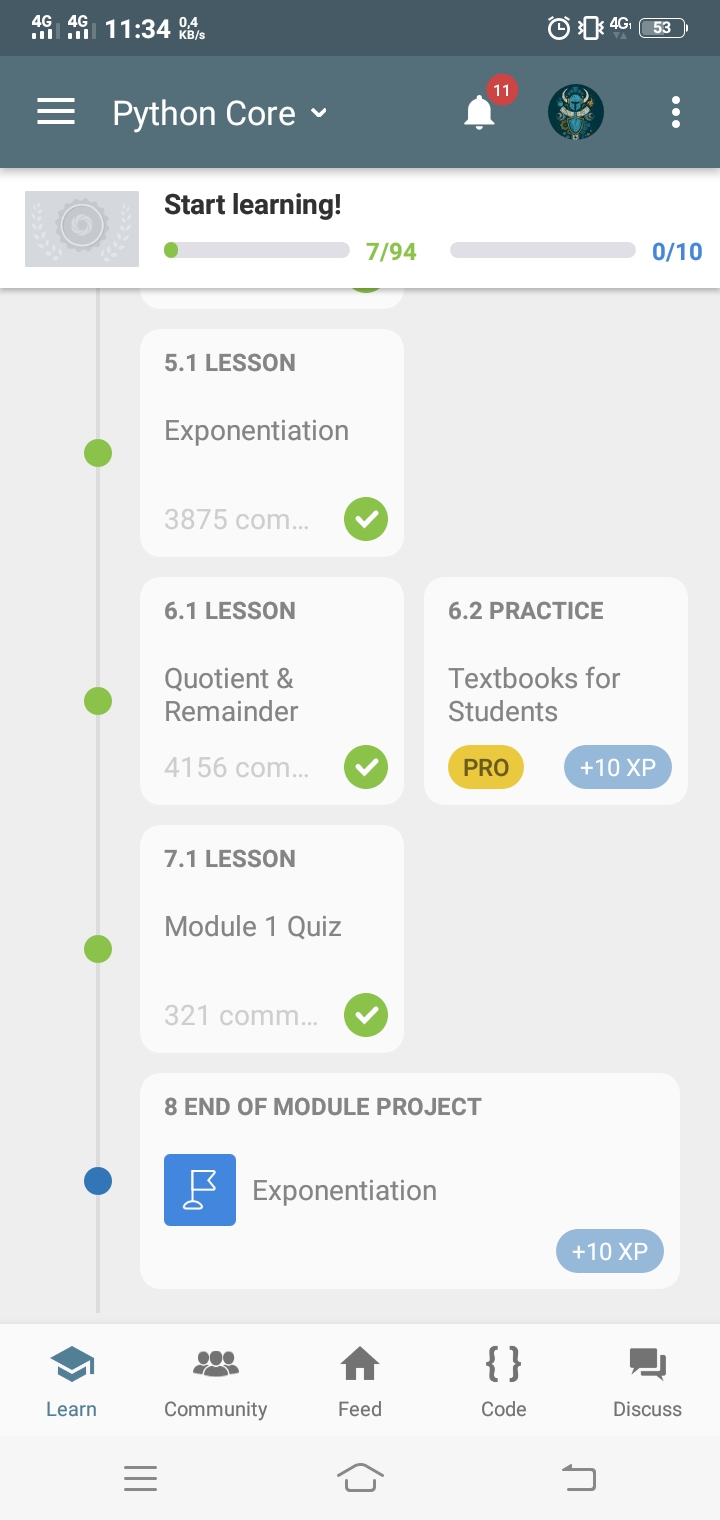 4G 4G 11:34 0,4 KB/s 4G 53
Python Core
11
Start learning!
7/94 0/10
5.1 LESSON
Exponentiation
3875 com...
6.1 LESSON
Quotient &
Remainder
4156 com...
6.2 PRACTICE
Textbooks for
Students
PRO +10 XP
7.1 LESSON
Module 1 Quiz
321 comm...
8 END OF MODULE PROJECT
Exponentiation
+10 XP
Learn Community Feed Code Discuss